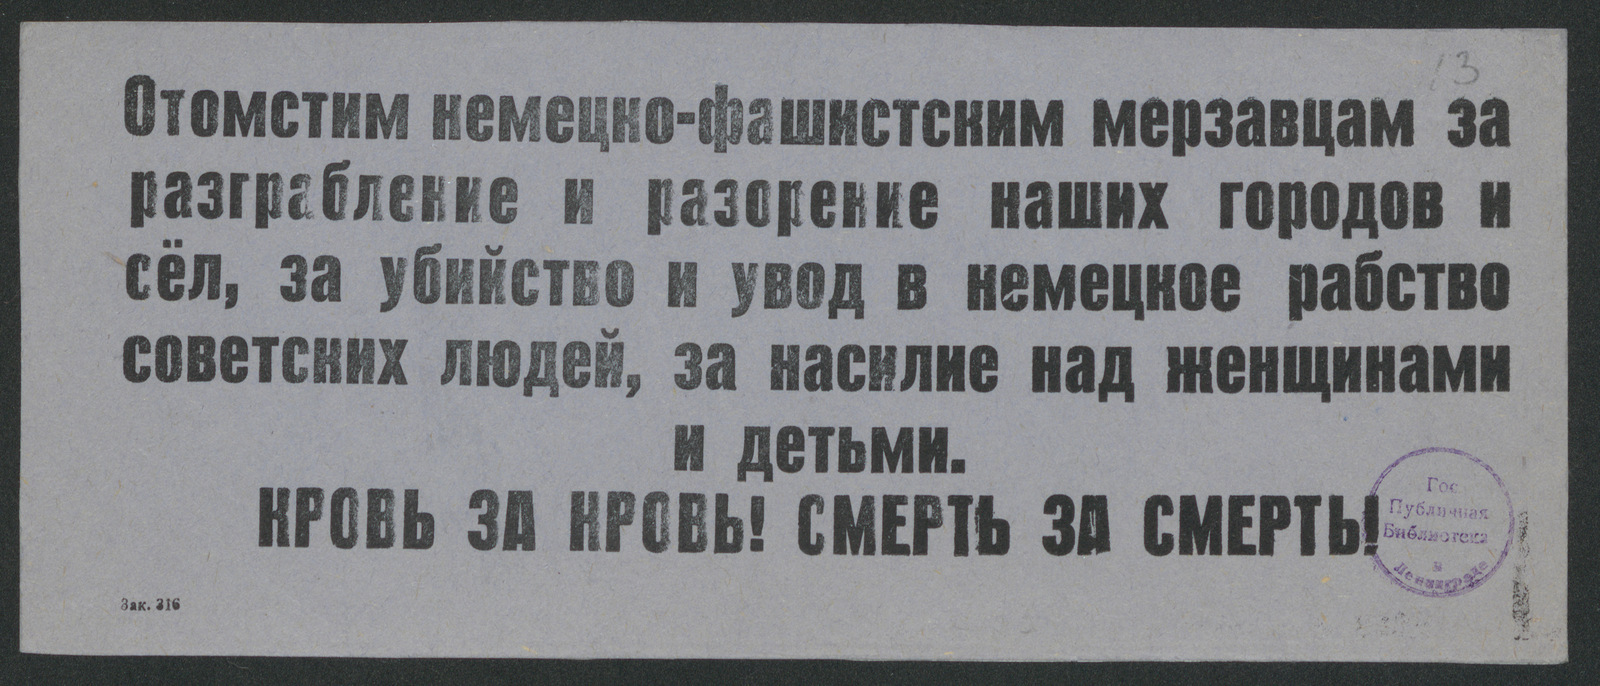 13
Отомстим немецко-фашистским мерзавцам за
разграбление и разорение наших городов и
сёл, за убийство и увод в немецкое рабство
советских людей, за насилие над женщинами
и детьми.
КРОВЬ ЗА КРОВЬ! СМЕРТЬ ЗА СМЕРТЬ!
Гос.
Публичная
Библиотека
в
Ленинграде
Зак. 316